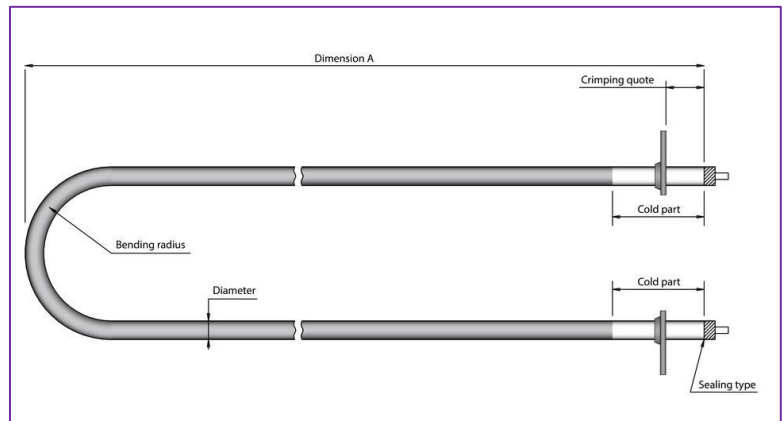 Dimension A
Crimping quote
Cold part
Bending radius
Diameter
Cold part
Sealing type